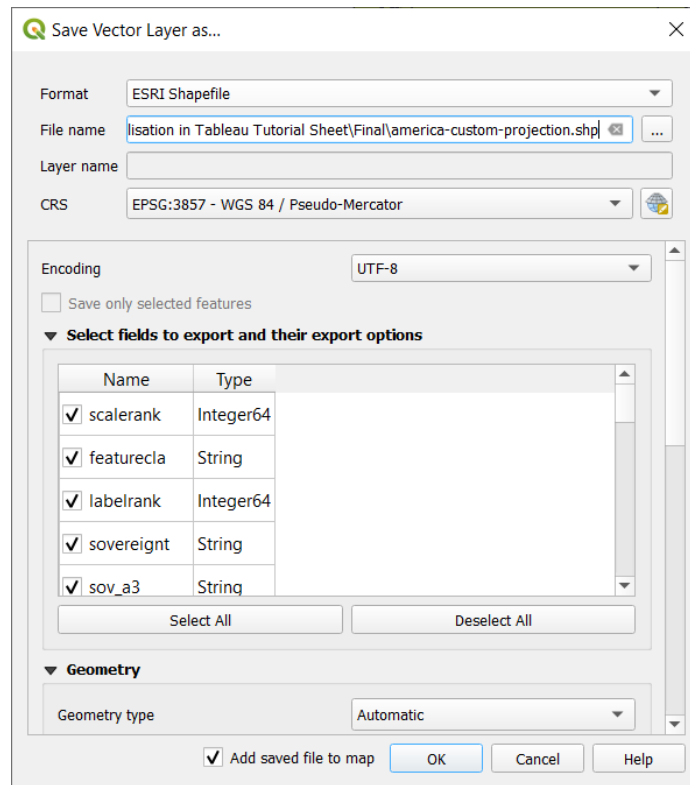 Save Vector Layer as...
Format ESRI Shapefile
File name lisation in Tableau Tutorial Sheet\Final\america-custom-projection.shp ...
Layer name
CRS EPSG:3857 - WGS 84 / Pseudo-Mercator
Encoding UTF-8
Save only selected features
Select fields to export and their export options
Name Type
scalerank Integer64
featurecla String
labelrank Integer64
sovereignt String
sov_a3 String
Select All Deselect All
Geometry
Geometry type Automatic
Add saved file to map OK Cancel Help